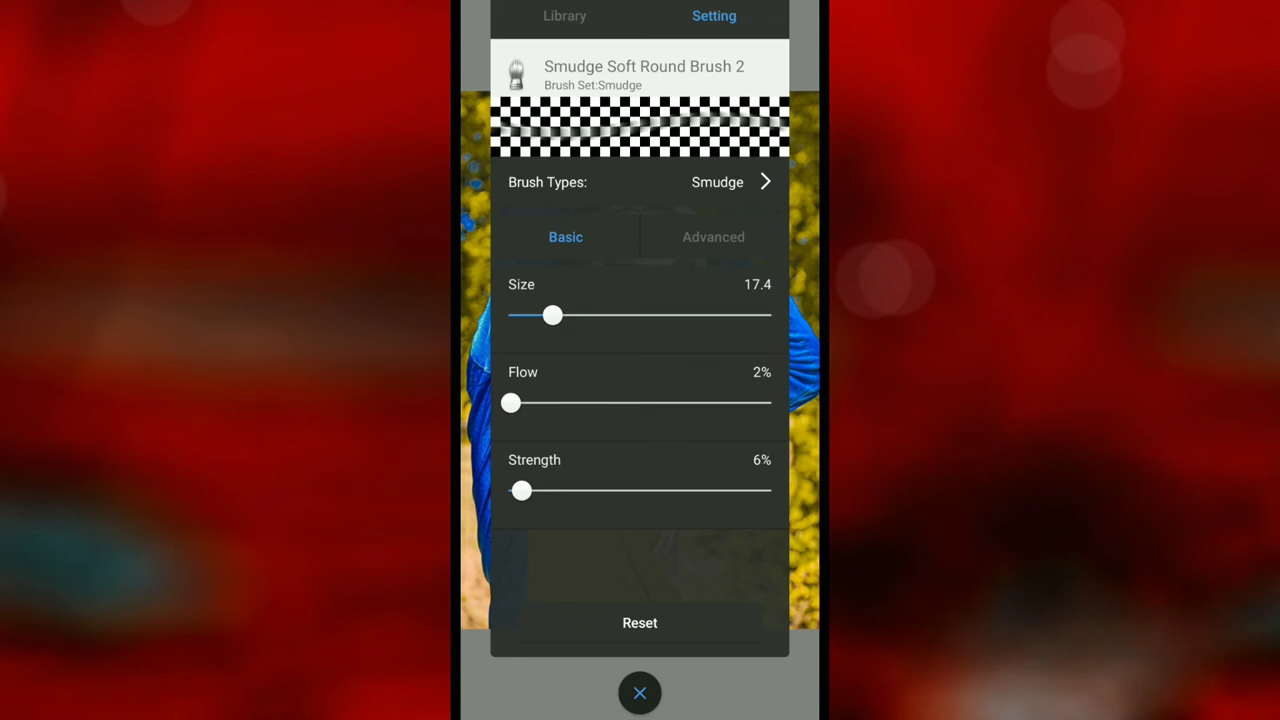 Library
Setting
Smudge Soft Round Brush 2
Brush Set:Smudge
Brush Types:
Smudge
Basic
Advanced
Size
17.4
Flow
2%
Strength
6%
Reset